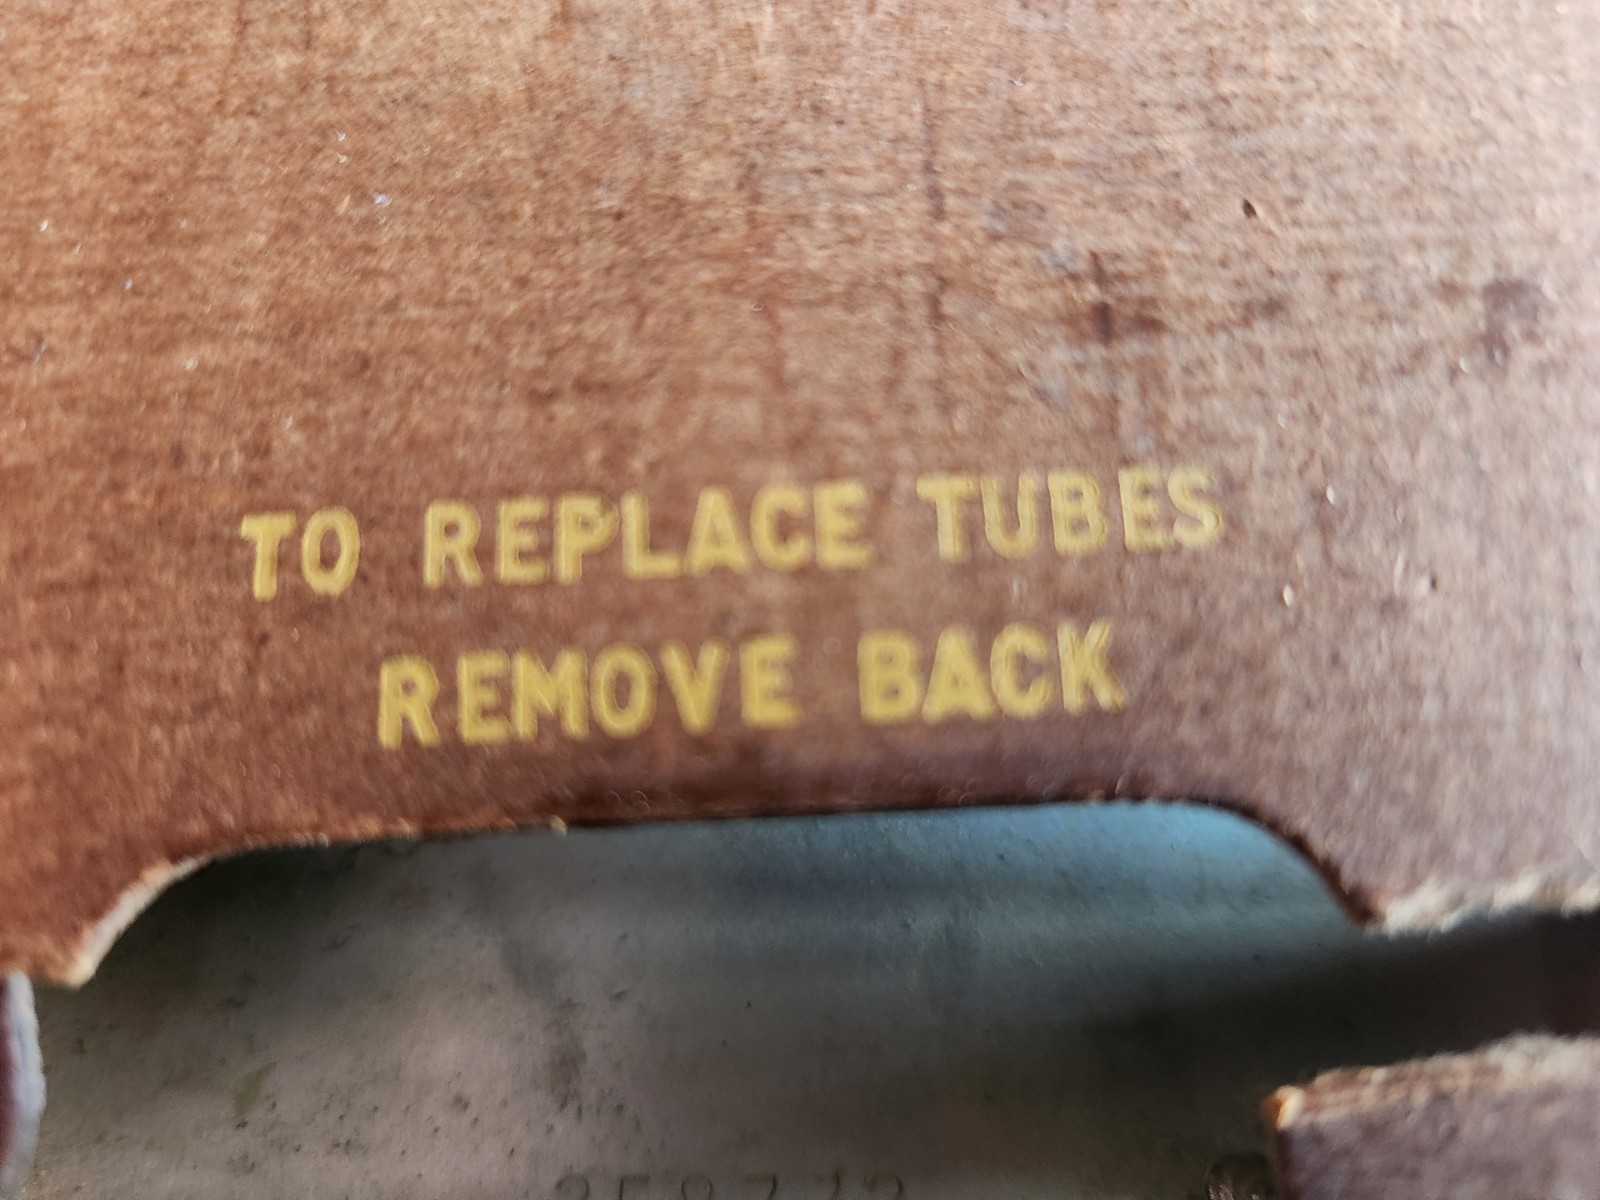 TO REPLACE TUBES
REMOVE BACK